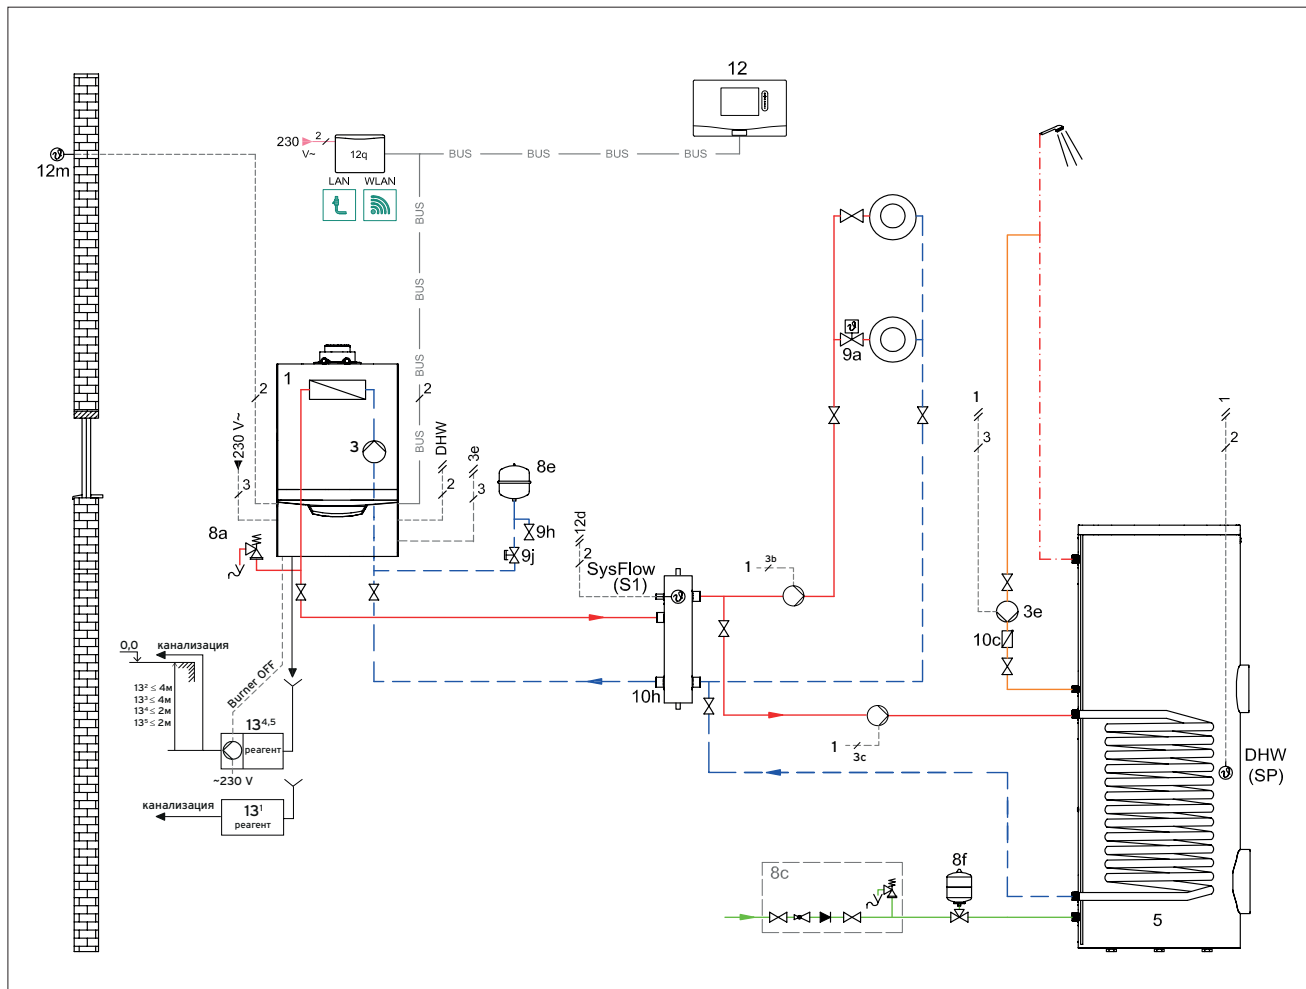 12
230
V~
2
12q
BUS
BUS
BUS
BUS
12m
LAN
WLAN
BUS
BUS
BUS
BUS
9a
1
2
2
230 V~
3
3
DHW
2
3e
3
8e
9h
9j
8a
12d
2
SysFlow
(S1)
1
3b
1
3
1
2
3e
10c
10h
0,0
канализация
13² ≤ 4м
13³ ≤ 4м
13⁴ ≤ 2м
13⁵ ≤ 2м
Burner OFF
13⁴,⁵
реагент
~230 V
канализация
13¹
реагент
1
3c
DHW
(SP)
8c
8f
5